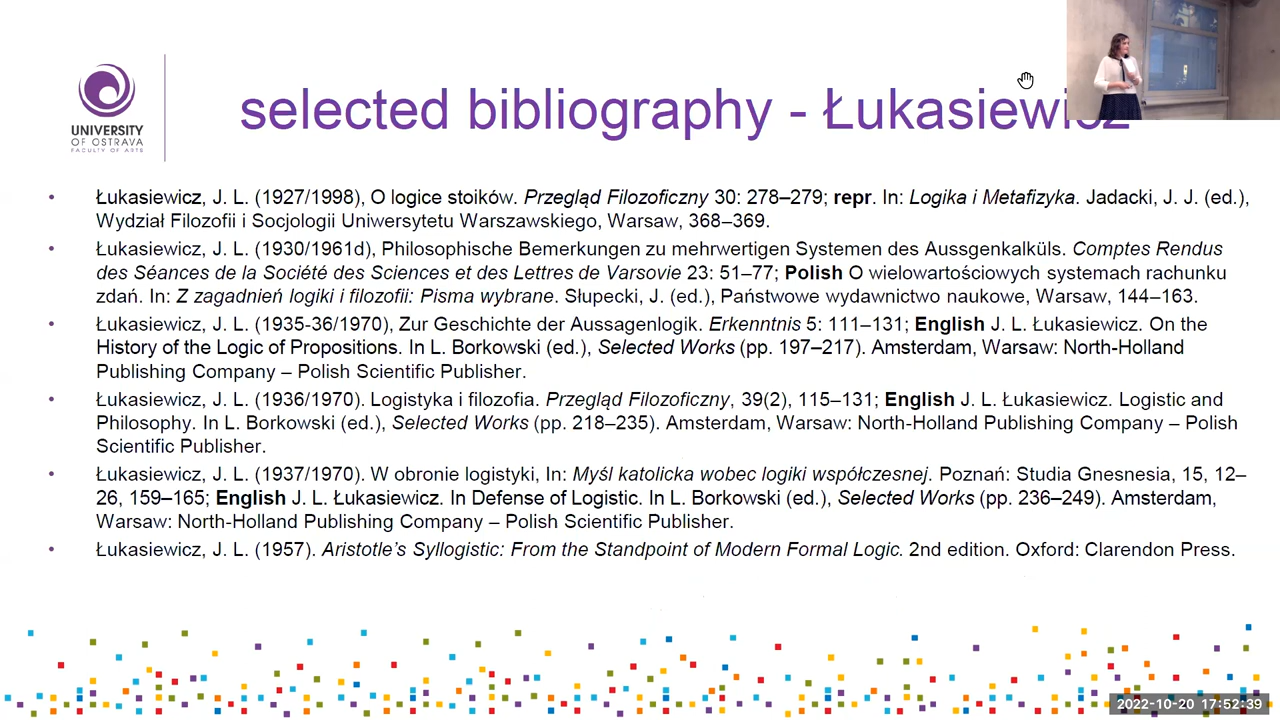 UNIVERSITY
OF OSTRAVA
FACULTY OF ARTS
selected bibliography - Łukasiewicz
• Łukasiewicz, J. L. (1927/1998), O logice stoików. Przegląd Filozoficzny 30: 278–279; repr. In: Logika i Metafizyka. Jadacki, J. J. (ed.),
Wydział Filozofii i Socjologii Uniwersytetu Warszawskiego, Warsaw, 368–369.
• Łukasiewicz, J. L. (1930/1961d), Philosophische Bemerkungen zu mehrwertigen Systemen des Aussgenkalküls. Comptes Rendus
des Séances de la Société des Sciences et des Lettres de Varsovie 23: 51–77; Polish O wielowartościowych systemach rachunku
zdań. In: Z zagadnień logiki i filozofii: Pisma wybrane. Słupecki, J. (ed.), Państwowe wydawnictwo naukowe, Warsaw, 144–163.
• Łukasiewicz, J. L. (1935-36/1970), Zur Geschichte der Aussagenlogik. Erkenntnis 5: 111–131; English J. L. Łukasiewicz. On the
History of the Logic of Propositions. In L. Borkowski (ed.), Selected Works (pp. 197–217). Amsterdam, Warsaw: North-Holland
Publishing Company – Polish Scientific Publisher.
• Łukasiewicz, J. L. (1936/1970). Logistyka i filozofia. Przegląd Filozoficzny, 39(2), 115–131; English J. L. Łukasiewicz. Logistic and
Philosophy. In L. Borkowski (ed.), Selected Works (pp. 218–235). Amsterdam, Warsaw: North-Holland Publishing Company – Polish
Scientific Publisher.
• Łukasiewicz, J. L. (1937/1970). W obronie logistyki, In: Myśl katolicka wobec logiki współczesnej. Poznań: Studia Gnesnesia, 15, 12–
26, 159–165; English J. L. Łukasiewicz. In Defense of Logistic. In L. Borkowski (ed.), Selected Works (pp. 236–249). Amsterdam,
Warsaw: North-Holland Publishing Company – Polish Scientific Publisher.
• Łukasiewicz, J. L. (1957). Aristotle's Syllogistic: From the Standpoint of Modern Formal Logic. 2nd edition. Oxford: Clarendon Press.
2022-10-20 17:52:39